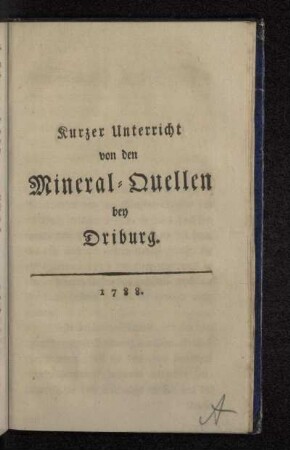 Kurzer Unterricht
von den
Mineral-Quellen
bey
Driburg.
1788.
A